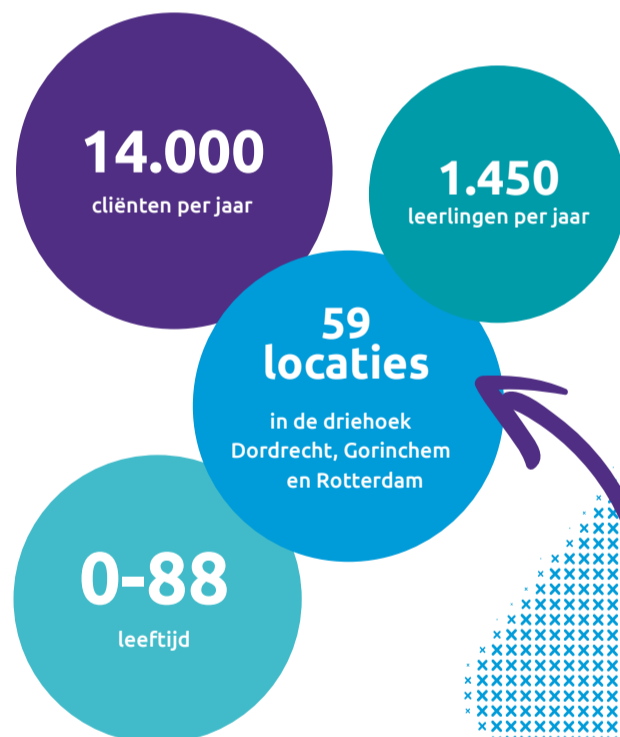 14.000
cliënten per jaar
1.450
leerlingen per jaar
59
locaties
in de driehoek
Dordrecht, Gorinchem
en Rotterdam
0-88
leeftijd